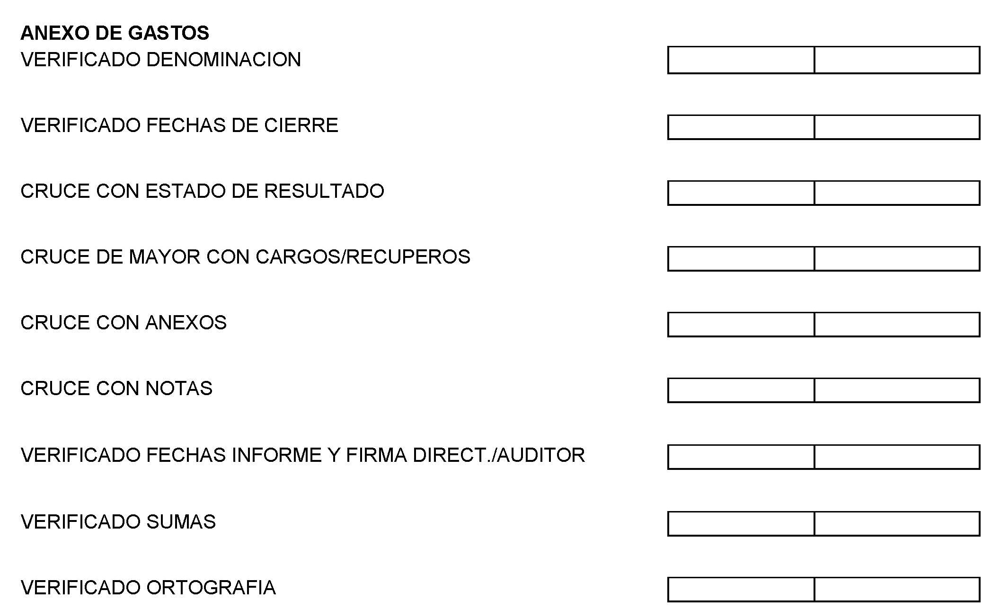 ANEXO DE GASTOS
VERIFICADO DENOMINACION
VERIFICADO FECHAS DE CIERRE
CRUCE CON ESTADO DE RESULTADO
CRUCE DE MAYOR CON CARGOS/RECUPEROS
CRUCE CON ANEXOS
CRUCE CON NOTAS
VERIFICADO FECHAS INFORME Y FIRMA DIRECT./AUDITOR
VERIFICADO SUMAS
VERIFICADO ORTOGRAFIA